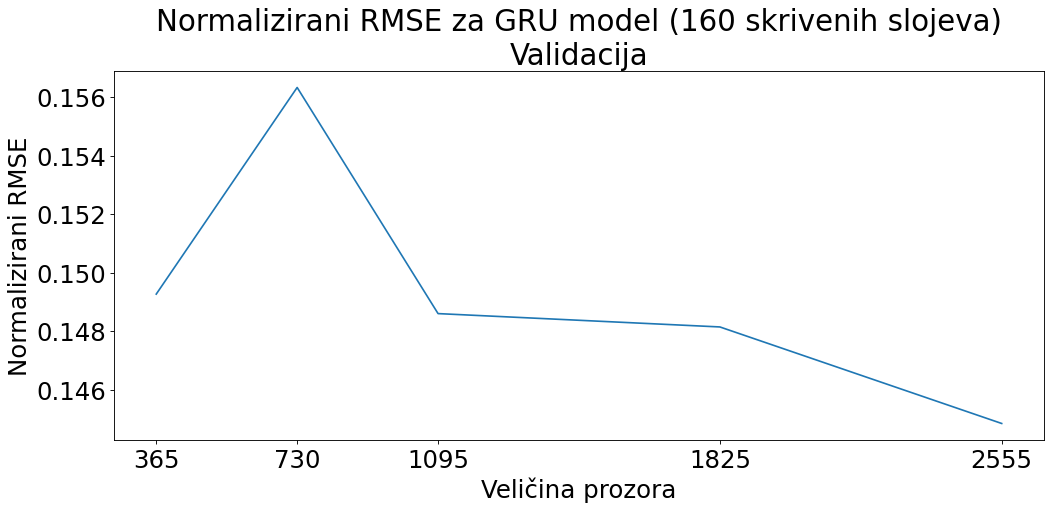 Normalizirani RMSE za GRU model (160 skrivenih slojeva)
Validacija
Normalizirani RMSE
0.156
0.154
0.152
0.150
0.148
0.146
365 730 1095 1825 2555
Veličina prozora